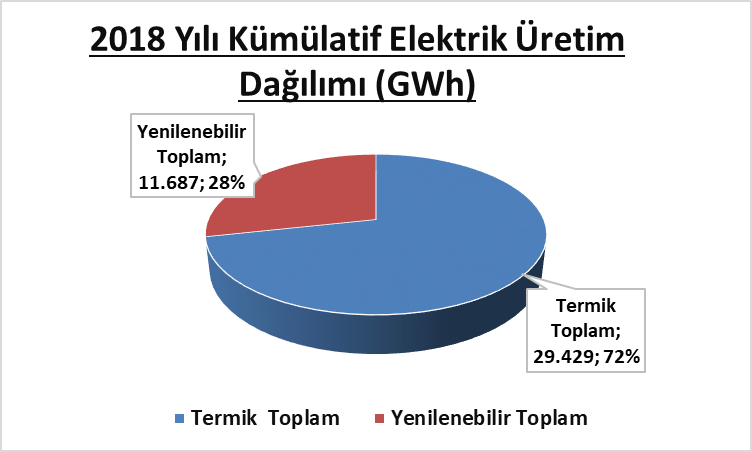 2018 Yılı Kümülatif Elektrik Üretim
Dağılımı (GWh)
Yenilenebilir
Toplam;
11.687; 28%
Termik
Toplam;
29.429; 72%
Termik  Toplam
Yenilenebilir Toplam